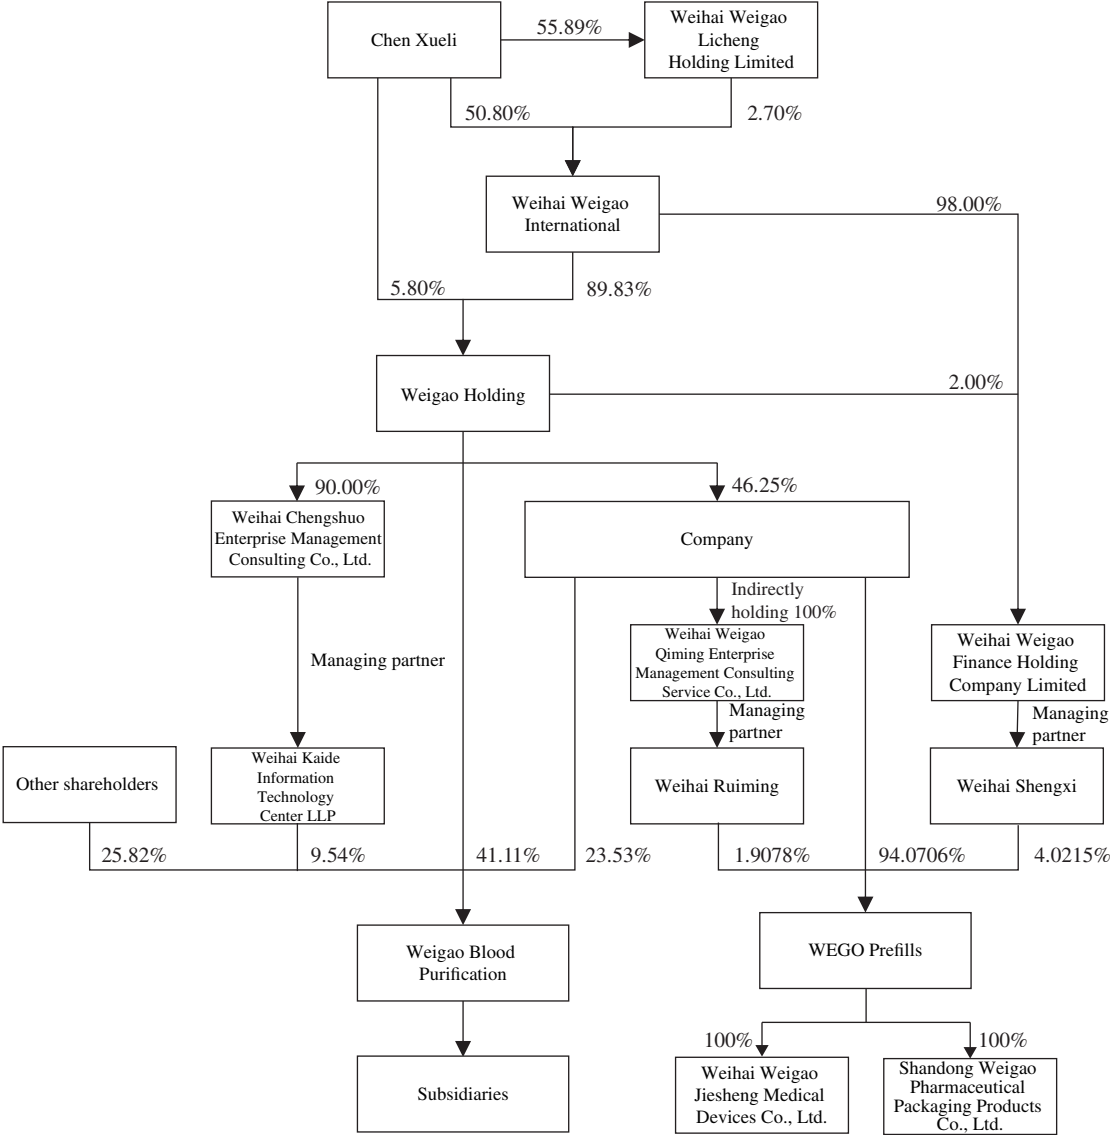 Chen Xueli
55.89%
Weihai Weigao
Licheng
Holding Limited
50.80%
2.70%
Weihai Weigao
International
98.00%
5.80%
89.83%
Weigao Holding
2.00%
90.00%
46.25%
Weihai Chengshuo
Enterprise Management
Consulting Co., Ltd.
Company
Indirectly
holding 100%
Managing partner
Weihai Weigao
Qiming Enterprise
Management Consulting
Service Co., Ltd.
Weihai Weigao
Finance Holding
Company Limited
Managing
partner
Managing
partner
Other shareholders
Weihai Kaide
Information
Technology
Center LLP
Weihai Ruiming
Weihai Shengxi
25.82%
9.54%
41.11%
23.53%
1.9078%
94.0706%
4.0215%
Weigao Blood
Purification
WEGO Prefills
100%
100%
Subsidiaries
Weihai Weigao
Jiesheng Medical
Devices Co., Ltd.
Shandong Weigao
Pharmaceutical
Packaging Products
Co., Ltd.